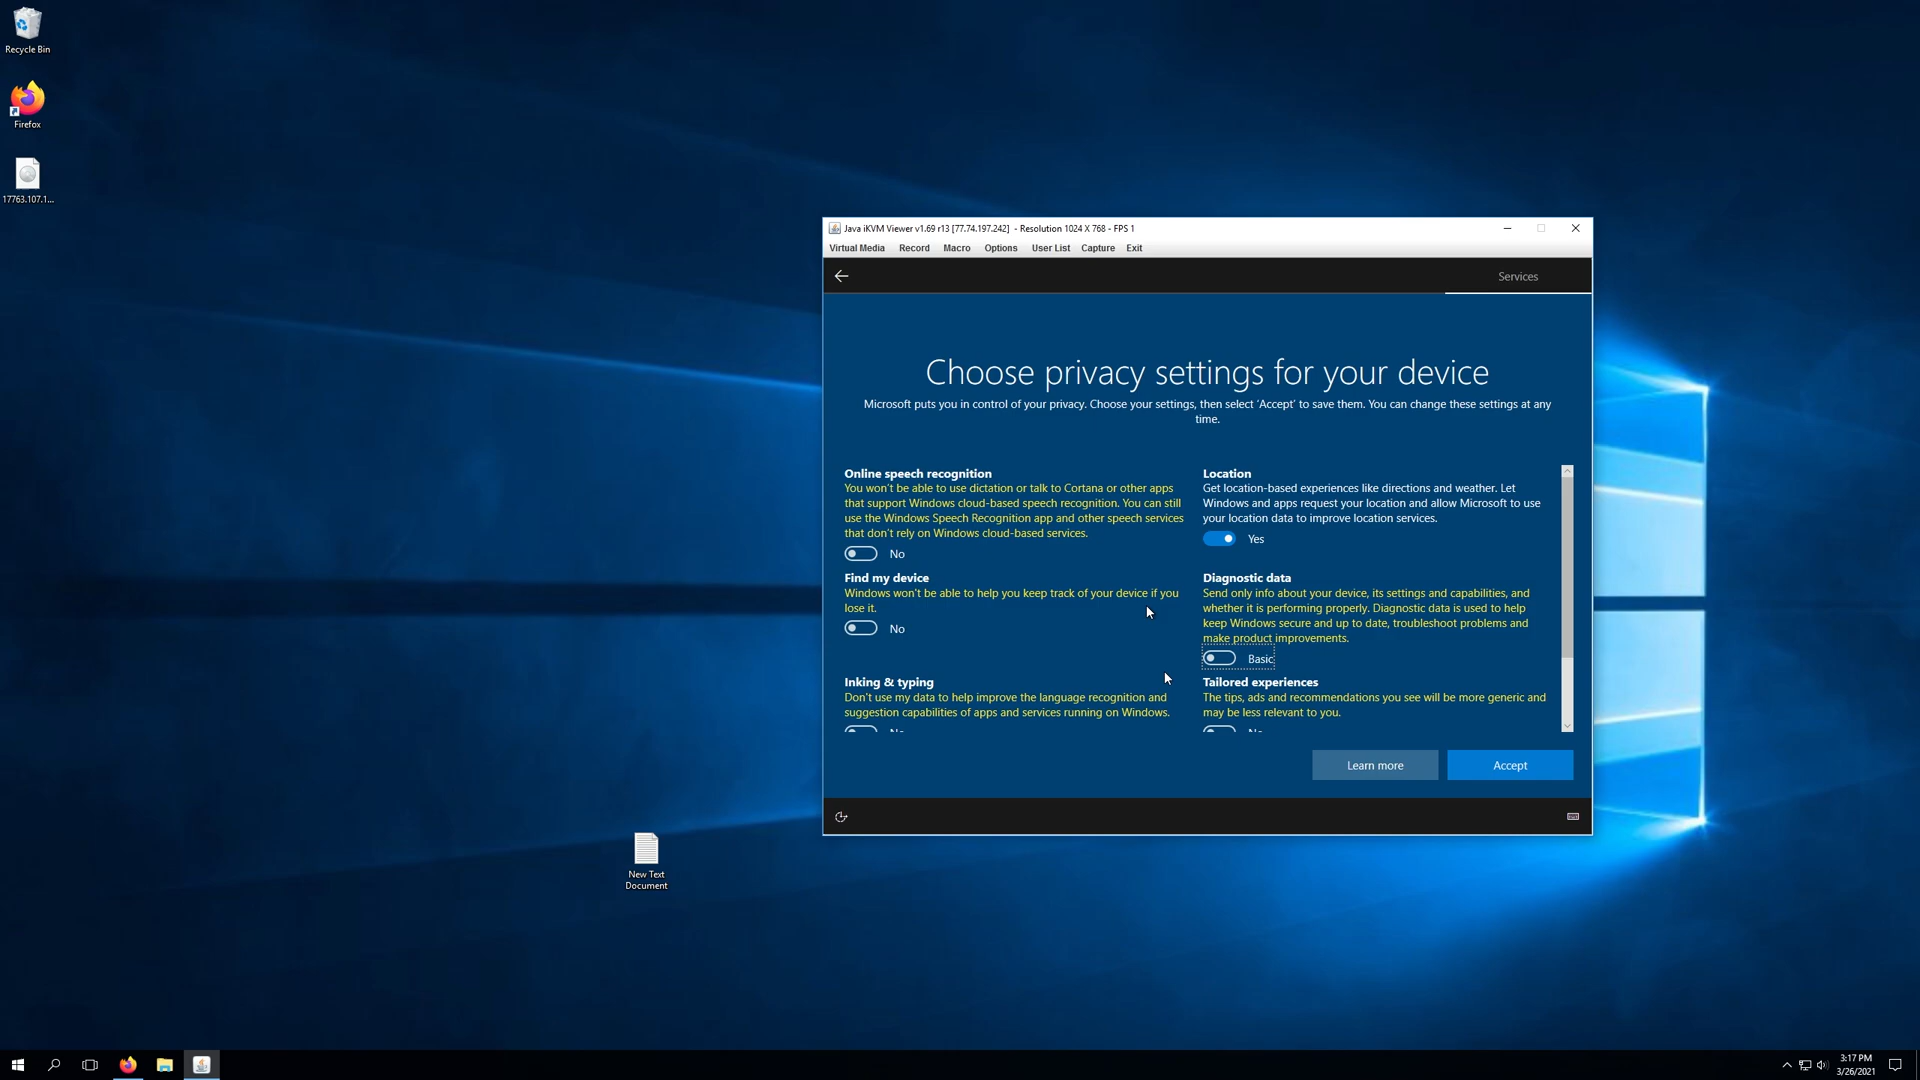 Recycle Bin
Firefox
17763.107.1...
Java iKVM Viewer v1.69 r13 [77.74.197.242] - Resolution 1024 X 768 - FPS 1
Virtual Media Record Macro Options User List Capture Exit
Services
Choose privacy settings for your device
Microsoft puts you in control of your privacy. Choose your settings, then select 'Accept' to save them. You can change these settings at any
time.
Online speech recognition
You won't be able to use dictation or talk to Cortana or other apps
that support Windows cloud-based speech recognition. You can still
use the Windows Speech Recognition app and other speech services
that don't rely on Windows cloud-based services.
No
Location
Get location-based experiences like directions and weather. Let
Windows and apps request your location and allow Microsoft to use
your location data to improve location services.
Yes
Find my device
Windows won't be able to help you keep track of your device if you
lose it.
No
Diagnostic data
Send only info about your device, its settings and capabilities, and
whether it is performing properly. Diagnostic data is used to help
keep Windows secure and up to date, troubleshoot problems and
make product improvements.
Basic
Inking & typing
Don't use my data to help improve the language recognition and
suggestion capabilities of apps and services running on Windows.
Tailored experiences
The tips, ads and recommendations you see will be more generic and
may be less relevant to you.
Learn more
Accept
New Text
Document
3:17 PM
3/26/2021